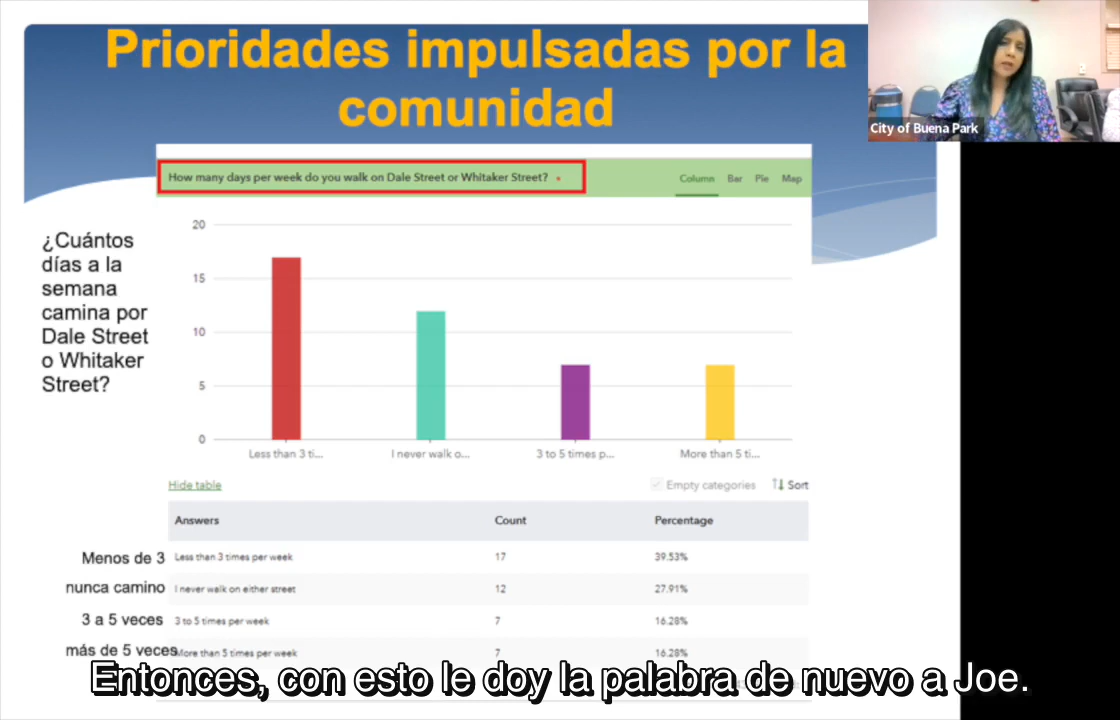 Prioridades impulsadas por la
comunidad
City of Buena Park
How many days per week do you walk on Dale Street or Whitaker Street?
Column Bar Pie Map
¿Cuántos
días a la
semana
camina por
Dale Street
o Whitaker
Street?
20
15
10
5
0
Less than 3 ti... I never walk o... 3 to 5 times p... More than 5 ti...
Hide table Empty categories Sort
Answers Count Percentage
Menos de 3 Less than 3 times per week 17 39.53%
nunca camino I never walk on either street 12 27.91%
3 a 5 veces 3 to 5 times per week 7 16.28%
más de 5 veces More than 5 times per week 7 16.28%
Entonces, con esto le doy la palabra de nuevo a Joe.